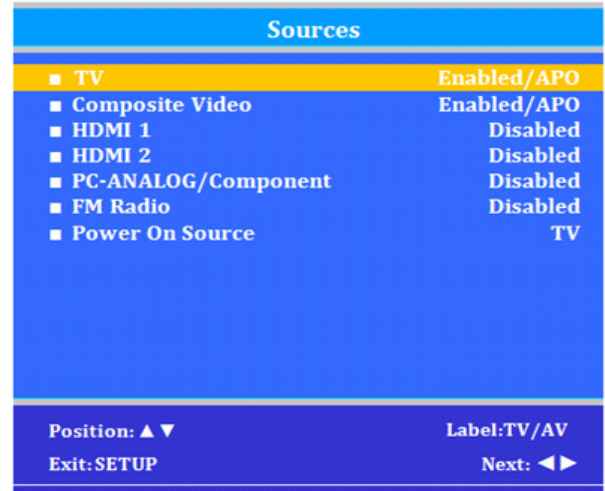 Sources
■ TV Enabled/APO
■ Composite Video Enabled/APO
■ HDMI 1 Disabled
■ HDMI 2 Disabled
■ PC-ANALOG/Component Disabled
■ FM Radio Disabled
■ Power On Source TV
Position: ▲ ▼ Label:TV/AV
Exit:SETUP Next: ◀▶